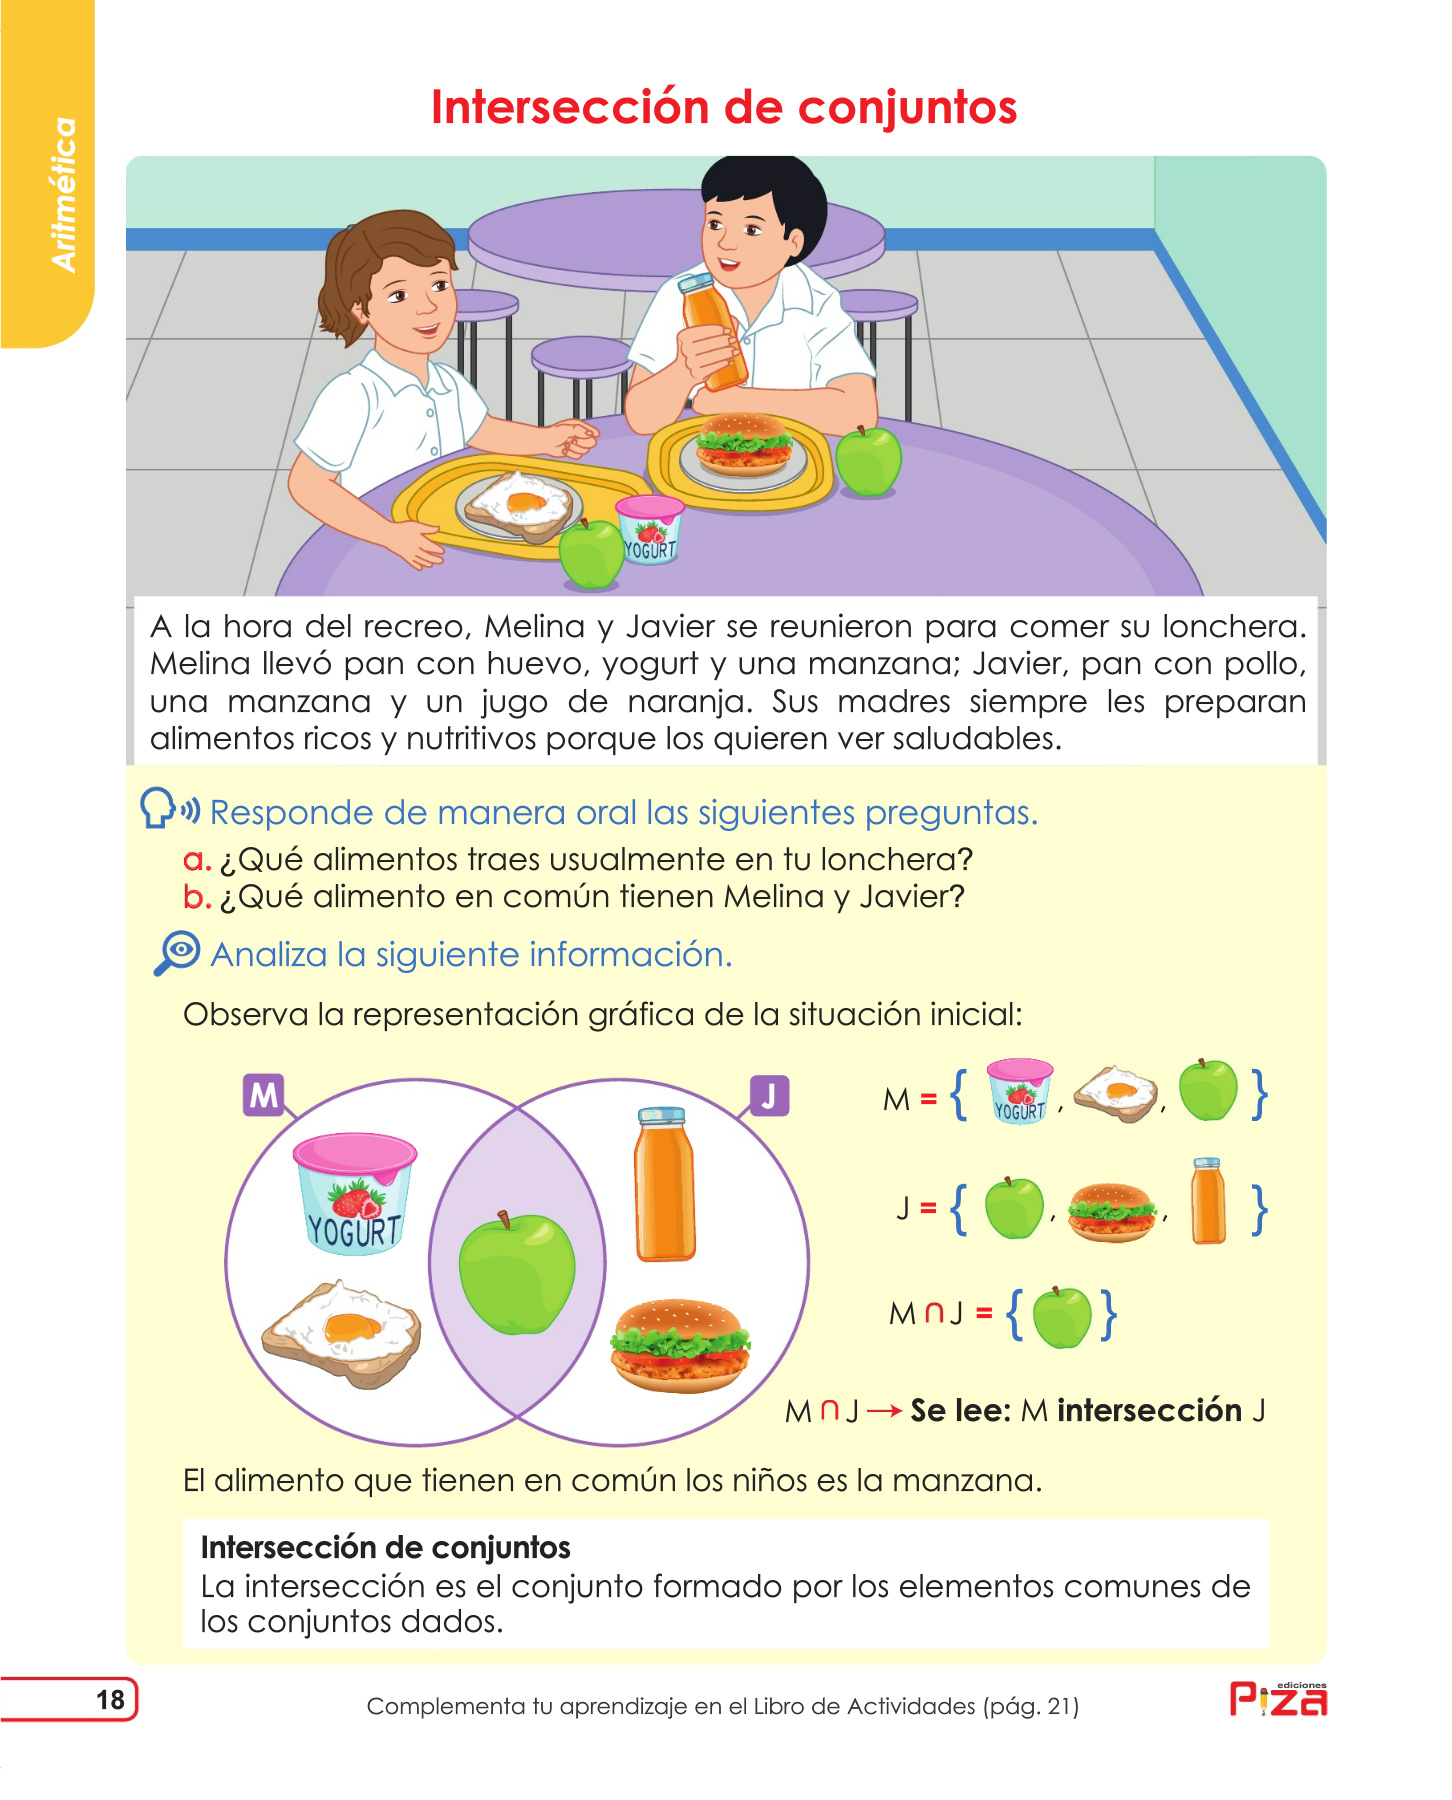 Aritmética
Intersección de conjuntos
YOGURT
A la hora del recreo, Melina y Javier se reunieron para comer su lonchera.
Melina llevó pan con huevo, yogurt y una manzana; Javier, pan con pollo,
una manzana y un jugo de naranja. Sus madres siempre les preparan
alimentos ricos y nutritivos porque los quieren ver saludables.
Responde de manera oral las siguientes preguntas.
a. ¿Qué alimentos traes usualmente en tu lonchera?
b. ¿Qué alimento en común tienen Melina y Javier?
Analiza la siguiente información.
Observa la representación gráfica de la situación inicial:
M
J
YOGURT
M = { YOGURT , , }
J = { , , }
M ∩ J = { }
M ∩ J → Se lee: M intersección J
El alimento que tienen en común los niños es la manzana.
Intersección de conjuntos
La intersección es el conjunto formado por los elementos comunes de
los conjuntos dados.
18
Complementa tu aprendizaje en el Libro de Actividades (pág. 21)
ediciones
Piza